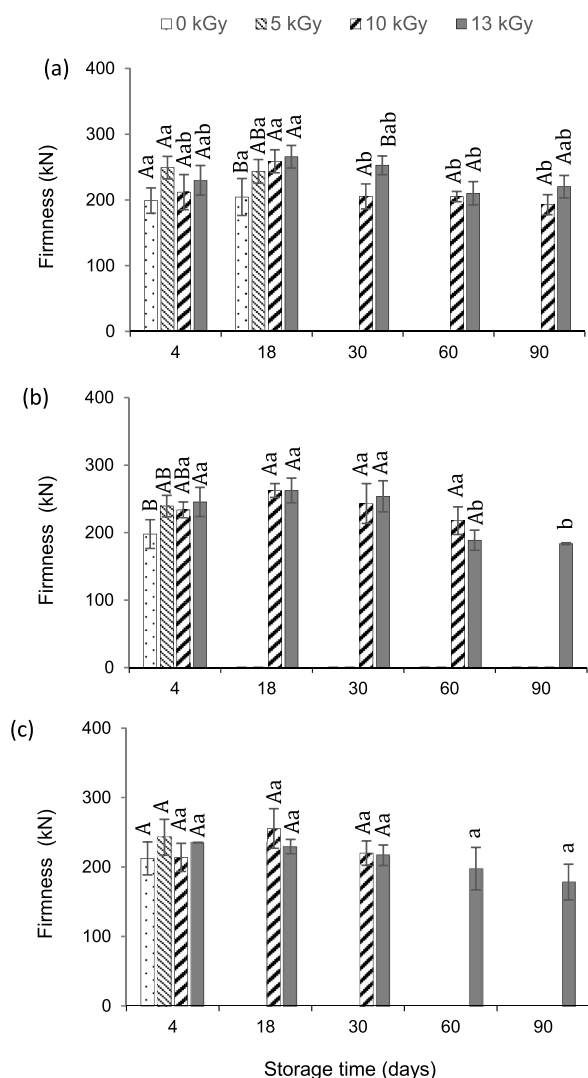 0 kGy 5 kGy 10 kGy 13 kGy
(a)
Firmness (kN)
400
300
200
100
0
Aa Aa Aab Aab
Ba ABa Aa Aa
Ab Bab
Ab Ab
Ab Aab
4 18 30 60 90
(b)
Firmness (kN)
400
300
200
100
0
B AB ABa Aa
Aa Aa
Aa Aa
Aa Ab
b
4 18 30 60 90
(c)
Firmness (kN)
400
300
200
100
0
A A Aa Aa
Aa Aa
Aa Aa
a
a
4 18 30 60 90
Storage time (days)